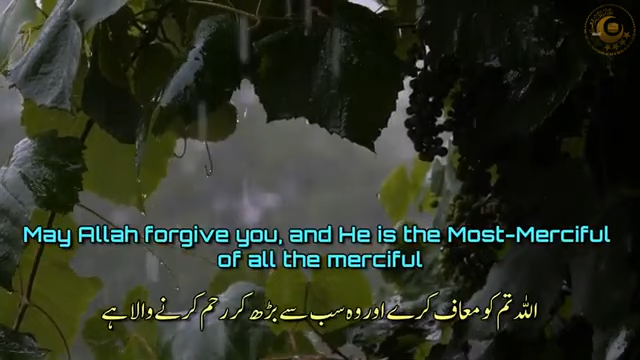 May Allah forgive you, and He is the Most-Merciful
of all the merciful
اللہ تم کو معاف کرے اور وہ سب سے بڑھ کر رحم کرنے والا ہے